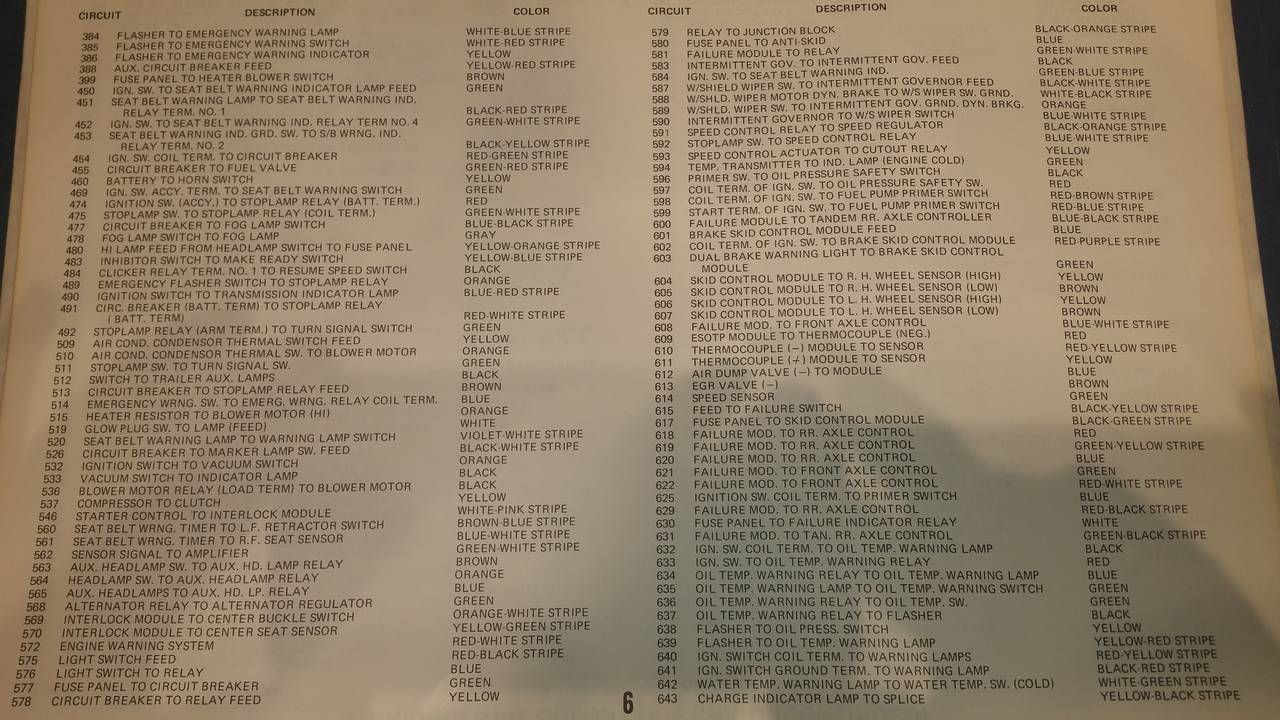 CIRCUIT DESCRIPTION COLOR
384 FLASHER TO EMERGENCY WARNING LAMP WHITE-BLUE STRIPE
385 FLASHER TO EMERGENCY WARNING SWITCH WHITE-RED STRIPE
386 FLASHER TO EMERGENCY WARNING INDICATOR YELLOW
388 AUX. CIRCUIT BREAKER FEED YELLOW-RED STRIPE
399 FUSE PANEL TO HEATER BLOWER SWITCH BROWN
450 IGN. SW. TO SEAT BELT WARNING INDICATOR LAMP FEED GREEN
451 SEAT BELT WARNING LAMP TO SEAT BELT WARNING IND.
RELAY TERM. NO. 1 BLACK-RED STRIPE
452 IGN. SW. TO SEAT BELT WARNING IND. RELAY TERM NO. 4 GREEN-WHITE STRIPE
453 SEAT BELT WARNING IND. GRD. SW. TO S/B WRNG. IND.
RELAY TERM. NO. 2 BLACK-YELLOW STRIPE
454 IGN. SW. COIL TERM. TO CIRCUIT BREAKER RED-GREEN STRIPE
455 CIRCUIT BREAKER TO FUEL VALVE GREEN-RED STRIPE
460 BATTERY TO HORN SWITCH YELLOW
469 IGN. SW. ACCY. TERM. TO SEAT BELT WARNING SWITCH GREEN
474 IGNITION SW. (ACCY.) TO STOPLAMP RELAY (BATT. TERM.) RED
475 STOPLAMP SW. TO STOPLAMP RELAY (COIL TERM.) GREEN-WHITE STRIPE
477 CIRCUIT BREAKER TO FOG LAMP SWITCH BLUE-BLACK STRIPE
478 FOG LAMP SWITCH TO FOG LAMP GRAY
480 HI LAMP FEED FROM HEADLAMP SWITCH TO FUSE PANEL YELLOW-ORANGE STRIPE
483 INHIBITOR SWITCH TO MAKE READY SWITCH YELLOW-BLUE STRIPE
484 CLICKER RELAY TERM. NO. 1 TO RESUME SPEED SWITCH BLACK
489 EMERGENCY FLASHER SWITCH TO STOPLAMP RELAY ORANGE
490 IGNITION SWITCH TO TRANSMISSION INDICATOR LAMP BLUE-RED STRIPE
491 CIRC. BREAKER (BATT. TERM) TO STOPLAMP RELAY
( BATT. TERM) RED-WHITE STRIPE
492 STOPLAMP RELAY (ARM TERM.) TO TURN SIGNAL SWITCH GREEN
509 AIR COND. CONDENSOR THERMAL SWITCH FEED YELLOW
510 AIR COND. CONDENSOR THERMAL SW. TO BLOWER MOTOR ORANGE
511 STOPLAMP SW. TO TURN SIGNAL SW. GREEN
512 SWITCH TO TRAILER AUX. LAMPS BLACK
513 CIRCUIT BREAKER TO STOPLAMP RELAY FEED BROWN
514 EMERGENCY WRNG. SW. TO EMERG. WRNG. RELAY COIL TERM. BLUE
515 HEATER RESISTOR TO BLOWER MOTOR (HI) ORANGE
519 GLOW PLUG SW. TO LAMP (FEED) WHITE
520 SEAT BELT WARNING LAMP TO WARNING LAMP SWITCH VIOLET-WHITE STRIPE
526 CIRCUIT BREAKER TO MARKER LAMP SW. FEED BLACK-WHITE STRIPE
532 IGNITION SWITCH TO VACUUM SWITCH ORANGE
533 VACUUM SWITCH TO INDICATOR LAMP BLACK
536 BLOWER MOTOR RELAY (LOAD TERM) TO BLOWER MOTOR BLACK
537 COMPRESSOR TO CLUTCH YELLOW
546 STARTER CONTROL TO INTERLOCK MODULE WHITE-PINK STRIPE
560 SEAT BELT WRNG. TIMER TO L.F. RETRACTOR SWITCH BROWN-BLUE STRIPE
561 SEAT BELT WRNG. TIMER TO R.F. SEAT SENSOR BLUE-WHITE STRIPE
562 SENSOR SIGNAL TO AMPLIFIER GREEN-WHITE STRIPE
563 AUX. HEADLAMP SW. TO AUX. HD. LAMP RELAY BROWN
564 HEADLAMP SW. TO AUX. HEADLAMP RELAY ORANGE
565 AUX. HEADLAMPS TO AUX. HD. LP. RELAY BLUE
568 ALTERNATOR RELAY TO ALTERNATOR REGULATOR GREEN
569 INTERLOCK MODULE TO CENTER BUCKLE SWITCH ORANGE-WHITE STRIPE
570 INTERLOCK MODULE TO CENTER SEAT SENSOR YELLOW-GREEN STRIPE
572 ENGINE WARNING SYSTEM RED-WHITE STRIPE
575 LIGHT SWITCH FEED RED-BLACK STRIPE
576 LIGHT SWITCH TO RELAY BLUE
577 FUSE PANEL TO CIRCUIT BREAKER GREEN
578 CIRCUIT BREAKER TO RELAY FEED YELLOW
CIRCUIT DESCRIPTION COLOR
579 RELAY TO JUNCTION BLOCK BLACK-ORANGE STRIPE
580 FUSE PANEL TO ANTI-SKID BLUE
581 FAILURE MODULE TO RELAY GREEN-WHITE STRIPE
583 INTERMITTENT GOV. TO INTERMITTENT GOV. FEED BLACK
584 IGN. SW. TO SEAT BELT WARNING IND. GREEN-BLUE STRIPE
587 W/SHIELD WIPER SW. TO INTERMITTENT GOVERNOR FEED BLACK-WHITE STRIPE
588 W/SHLD. WIPER MOTOR DYN. BRAKE TO W/S WIPER SW. GRND. WHITE-BLACK STRIPE
589 W/SHLD. WIPER SW. TO INTERMITTENT GOV. GRND. DYN. BRKG. ORANGE
590 INTERMITTENT GOVERNOR TO W/S WIPER SWITCH BLUE-WHITE STRIPE
591 SPEED CONTROL RELAY TO SPEED REGULATOR BLACK-ORANGE STRIPE
592 STOPLAMP SW. TO SPEED CONTROL RELAY BLUE-WHITE STRIPE
593 SPEED CONTROL ACTUATOR TO CUTOUT RELAY YELLOW
594 TEMP. TRANSMITTER TO IND. LAMP (ENGINE COLD) GREEN
596 PRIMER SW. TO OIL PRESSURE SAFETY SWITCH BLACK
597 COIL TERM. OF IGN. SW. TO OIL PRESSURE SAFETY SW. RED
598 COIL TERM. OF IGN. SW. TO FUEL PUMP PRIMER SWITCH RED-BROWN STRIPE
599 START TERM. OF IGN. SW. TO FUEL PUMP PRIMER SWITCH RED-BLUE STRIPE
600 FAILURE MODULE TO TANDEM RR. AXLE CONTROLLER BLUE-BLACK STRIPE
601 BRAKE SKID CONTROL MODULE FEED BLUE
602 COIL TERM. OF IGN. SW. TO BRAKE SKID CONTROL MODULE RED-PURPLE STRIPE
603 DUAL BRAKE WARNING LIGHT TO BRAKE SKID CONTROL
MODULE GREEN
604 SKID CONTROL MODULE TO R. H. WHEEL SENSOR (HIGH) YELLOW
605 SKID CONTROL MODULE TO R. H. WHEEL SENSOR (LOW) BROWN
606 SKID CONTROL MODULE TO L. H. WHEEL SENSOR (HIGH) YELLOW
607 SKID CONTROL MODULE TO L. H. WHEEL SENSOR (LOW) BROWN
608 FAILURE MOD. TO FRONT AXLE CONTROL BLUE-WHITE STRIPE
609 ESOTP MODULE TO THERMOCOUPLE (NEG.) RED
610 THERMOCOUPLE (−) MODULE TO SENSOR RED-YELLOW STRIPE
611 THERMOCOUPLE (+) MODULE TO SENSOR YELLOW
612 AIR DUMP VALVE (−) TO MODULE BLUE
613 EGR VALVE (−) BROWN
614 SPEED SENSOR GREEN
615 FEED TO FAILURE SWITCH BLACK-YELLOW STRIPE
617 FUSE PANEL TO SKID CONTROL MODULE BLACK-GREEN STRIPE
618 FAILURE MOD. TO RR. AXLE CONTROL RED
619 FAILURE MOD. TO RR. AXLE CONTROL GREEN-YELLOW STRIPE
620 FAILURE MOD. TO RR. AXLE CONTROL BLUE
621 FAILURE MOD. TO FRONT AXLE CONTROL GREEN
622 FAILURE MOD. TO FRONT AXLE CONTROL RED-WHITE STRIPE
625 IGNITION SW. COIL TERM. TO PRIMER SWITCH BLUE
629 FAILURE MOD. TO RR. AXLE CONTROL RED-BLACK STRIPE
630 FUSE PANEL TO FAILURE INDICATOR RELAY WHITE
631 FAILURE MOD. TO TAN. RR. AXLE CONTROL GREEN-BLACK STRIPE
632 IGN. SW. COIL TERM. TO OIL TEMP. WARNING LAMP BLACK
633 IGN. SW. TO OIL TEMP. WARNING RELAY RED
634 OIL TEMP. WARNING RELAY TO OIL TEMP. WARNING LAMP BLUE
635 OIL TEMP. WARNING LAMP TO OIL TEMP. WARNING SWITCH GREEN
636 OIL TEMP. WARNING RELAY TO OIL TEMP. SW. GREEN
637 OIL TEMP. WARNING RELAY TO FLASHER BLACK
638 FLASHER TO OIL PRESS. SWITCH YELLOW
639 FLASHER TO OIL TEMP. WARNING LAMP YELLOW-RED STRIPE
640 IGN. SWITCH COIL TERM. TO WARNING LAMPS RED-YELLOW STRIPE
641 IGN. SWITCH GROUND TERM. TO WARNING LAMP BLACK-RED STRIPE
642 WATER TEMP. WARNING LAMP TO WATER TEMP. SW. (COLD) WHITE-GREEN STRIPE
643 CHARGE INDICATOR LAMP TO SPLICE YELLOW-BLACK STRIPE
6